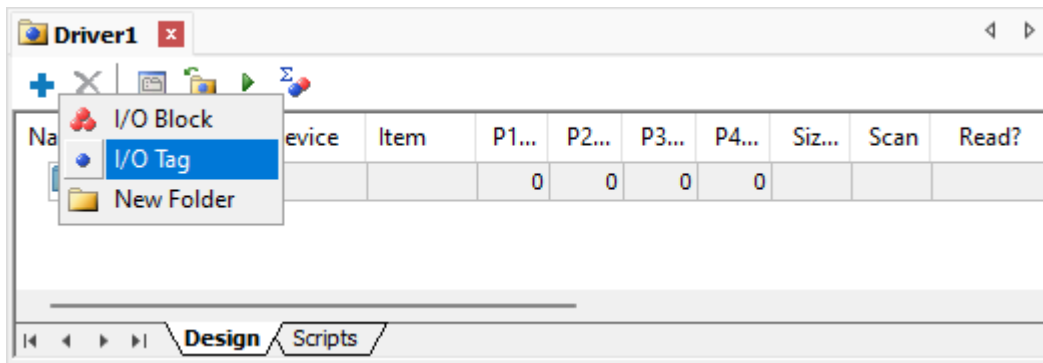 Driver1
I/O Block
Na evice Item P1... P2... P3... P4... Siz... Scan Read?
I/O Tag
0 0 0 0
New Folder
Design Scripts